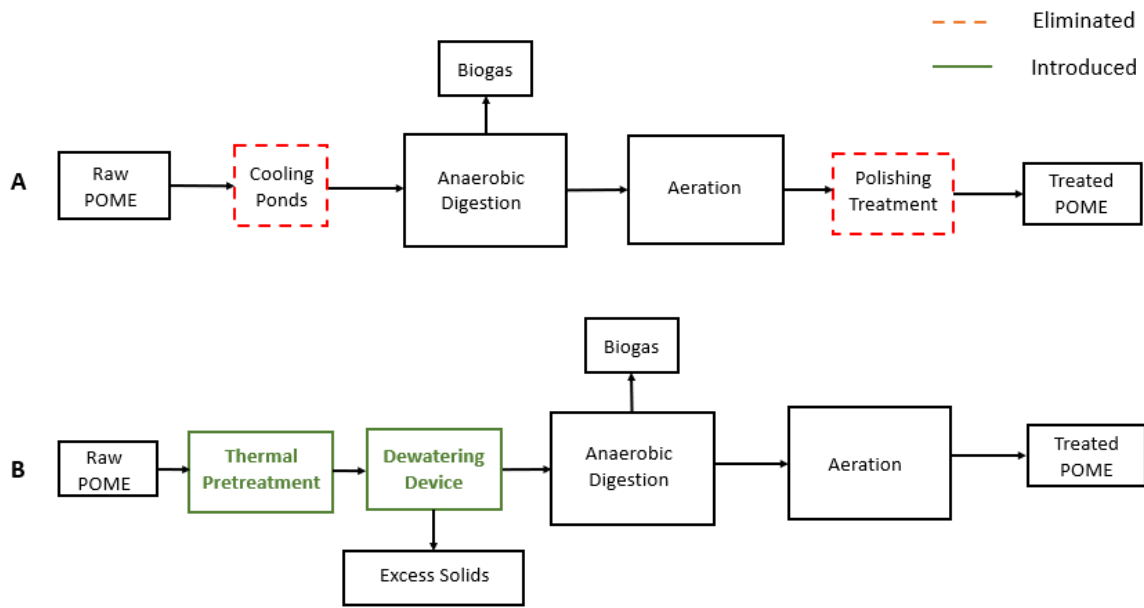 Eliminated
Introduced
Biogas
A
Raw
POME
Cooling
Ponds
Anaerobic
Digestion
Aeration
Polishing
Treatment
Treated
POME
Biogas
B
Raw
POME
Thermal
Pretreatment
Dewatering
Device
Anaerobic
Digestion
Aeration
Treated
POME
Excess Solids